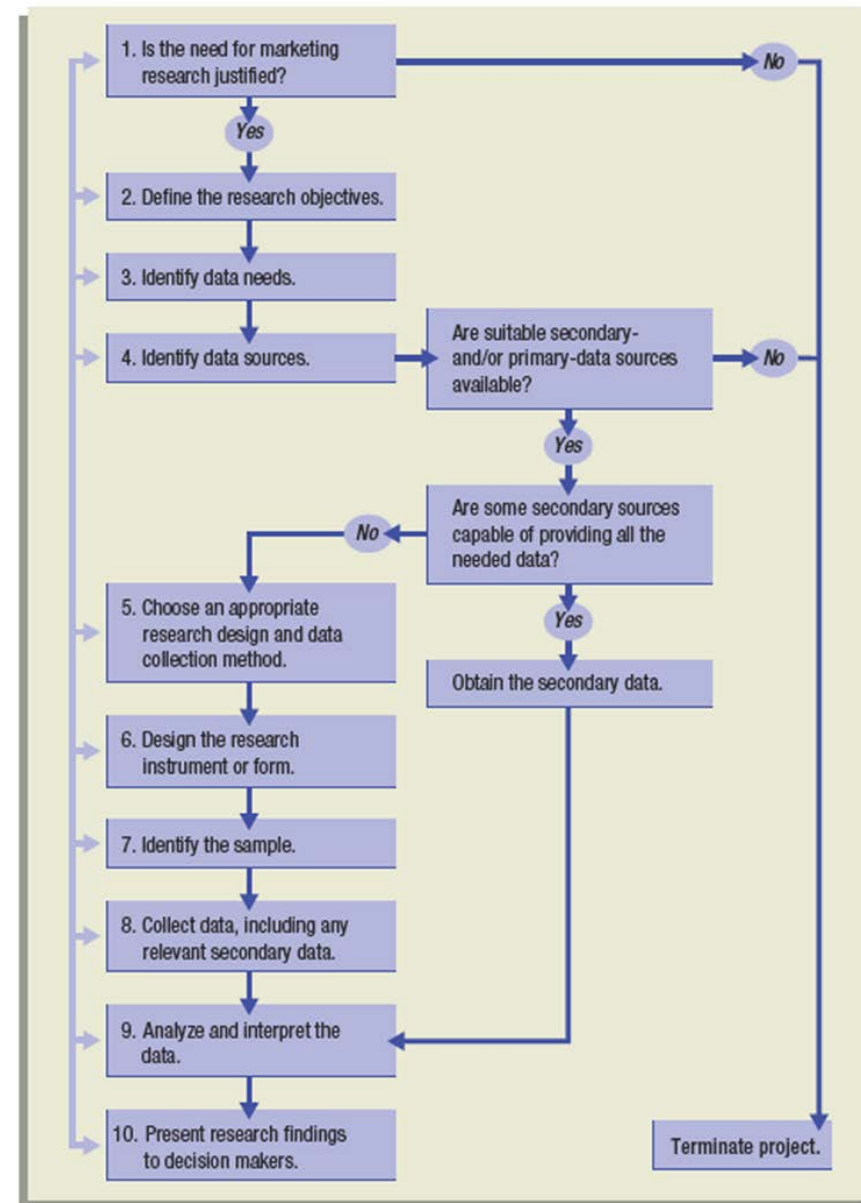 1. Is the need for marketing
research justified?
No
Yes
2. Define the research objectives.
3. Identify data needs.
4. Identify data sources.
Are suitable secondary-
and/or primary-data sources
available?
No
Yes
Are some secondary sources
capable of providing all the
needed data?
No
Yes
Obtain the secondary data.
5. Choose an appropriate
research design and data
collection method.
6. Design the research
instrument or form.
7. Identify the sample.
8. Collect data, including any
relevant secondary data.
9. Analyze and interpret the
data.
10. Present research findings
to decision makers.
Terminate project.